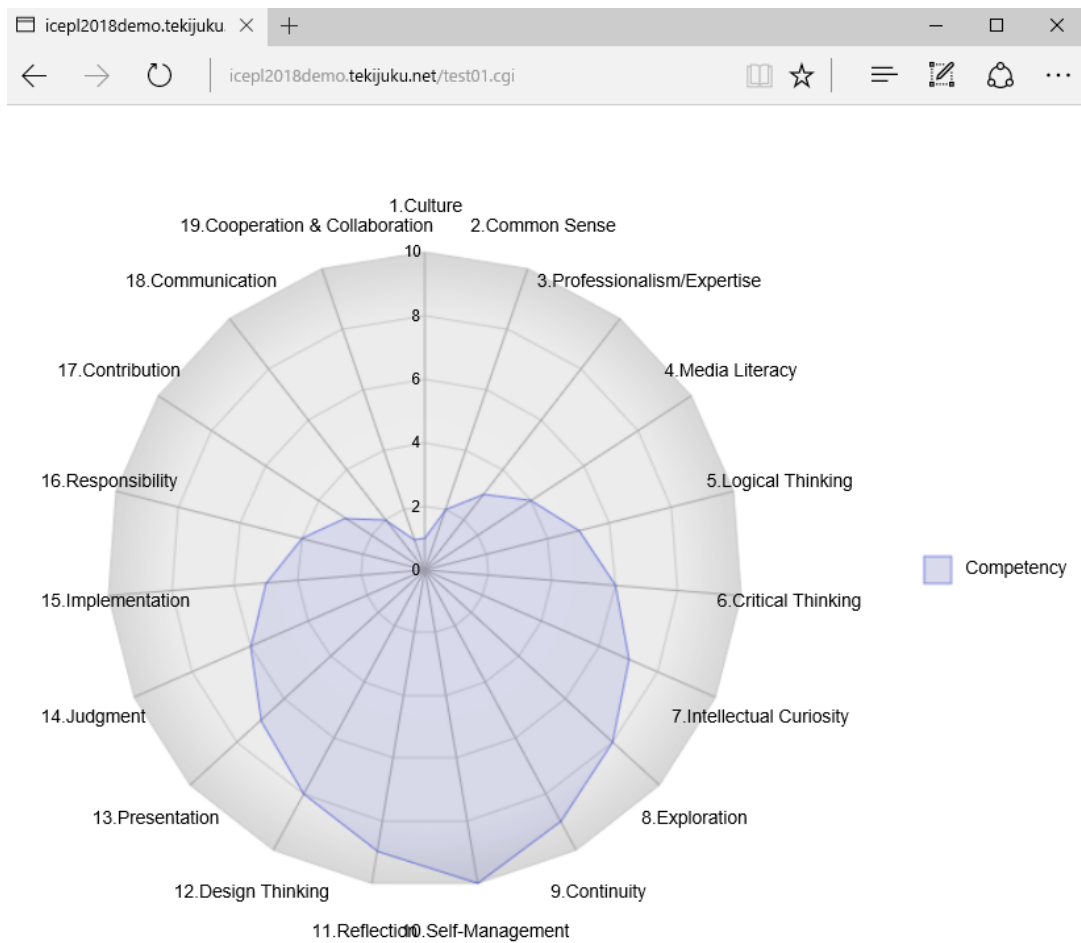 icepl2018demo.tekijuku.
icepl2018demo.tekijuku.net/test01.cgi
1.Culture
19.Cooperation & Collaboration
2.Common Sense
10
18.Communication
3.Professionalism/Expertise
8
17.Contribution
4.Media Literacy
6
4
16.Responsibility
5.Logical Thinking
2
0
Competency
15.Implementation
6.Critical Thinking
14.Judgment
7.Intellectual Curiosity
13.Presentation
8.Exploration
12.Design Thinking
9.Continuity
11.Reflection
10.Self-Management